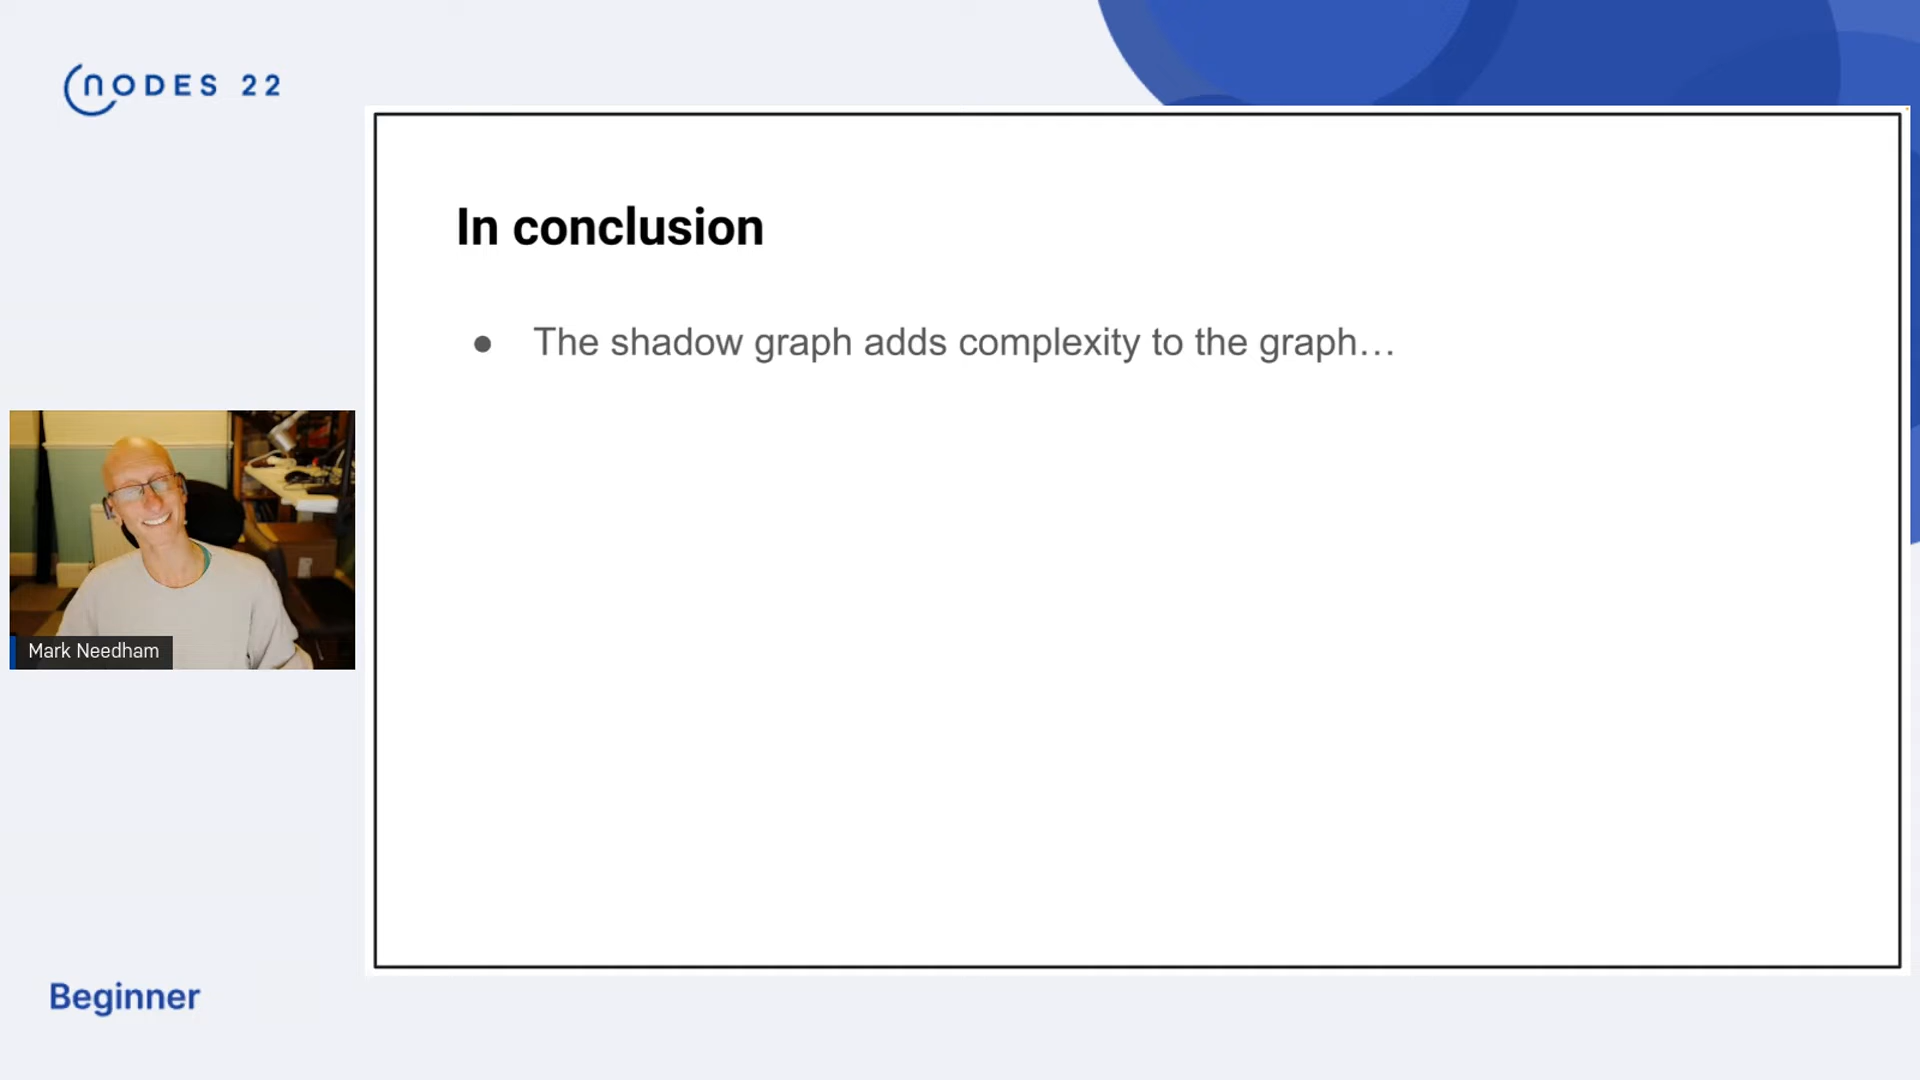 NODES 22
In conclusion
● The shadow graph adds complexity to the graph…
Mark Needham
Beginner